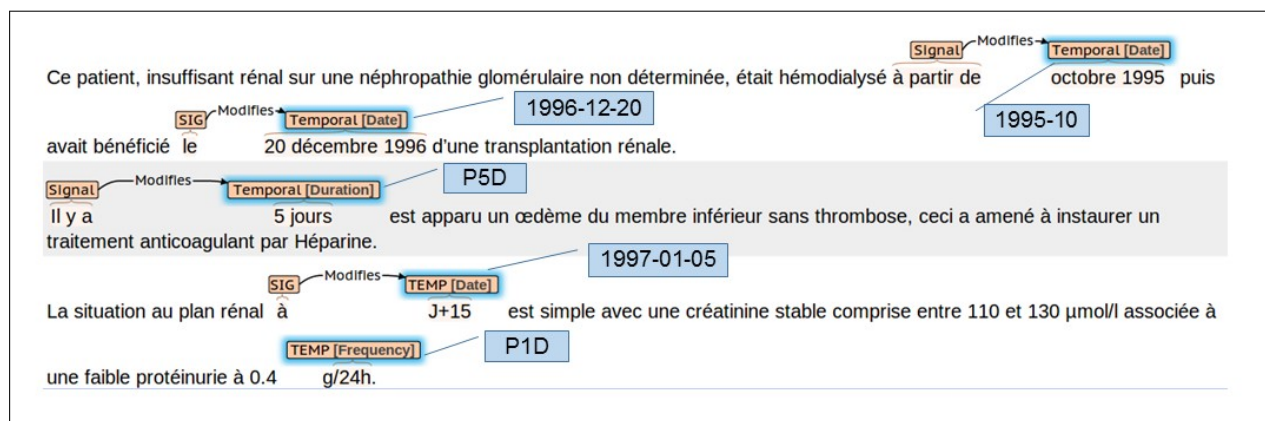 Signal Modifies Temporal [Date]
Ce patient, insuffisant rénal sur une néphropathie glomérulaire non déterminée, était hémodialysé à partir de octobre 1995 puis
SIG Modifies Temporal [Date] 1996-12-20 1995-10
avait bénéficié le 20 décembre 1996 d'une transplantation rénale.
Signal Modifies Temporal [Duration] P5D
Il y a 5 jours est apparu un œdème du membre inférieur sans thrombose, ceci a amené à instaurer un
traitement anticoagulant par Héparine.
SIG Modifies TEMP [Date] 1997-01-05
La situation au plan rénal à J+15 est simple avec une créatinine stable comprise entre 110 et 130 µmol/l associée à
TEMP [Frequency] P1D
une faible protéinurie à 0.4 g/24h.